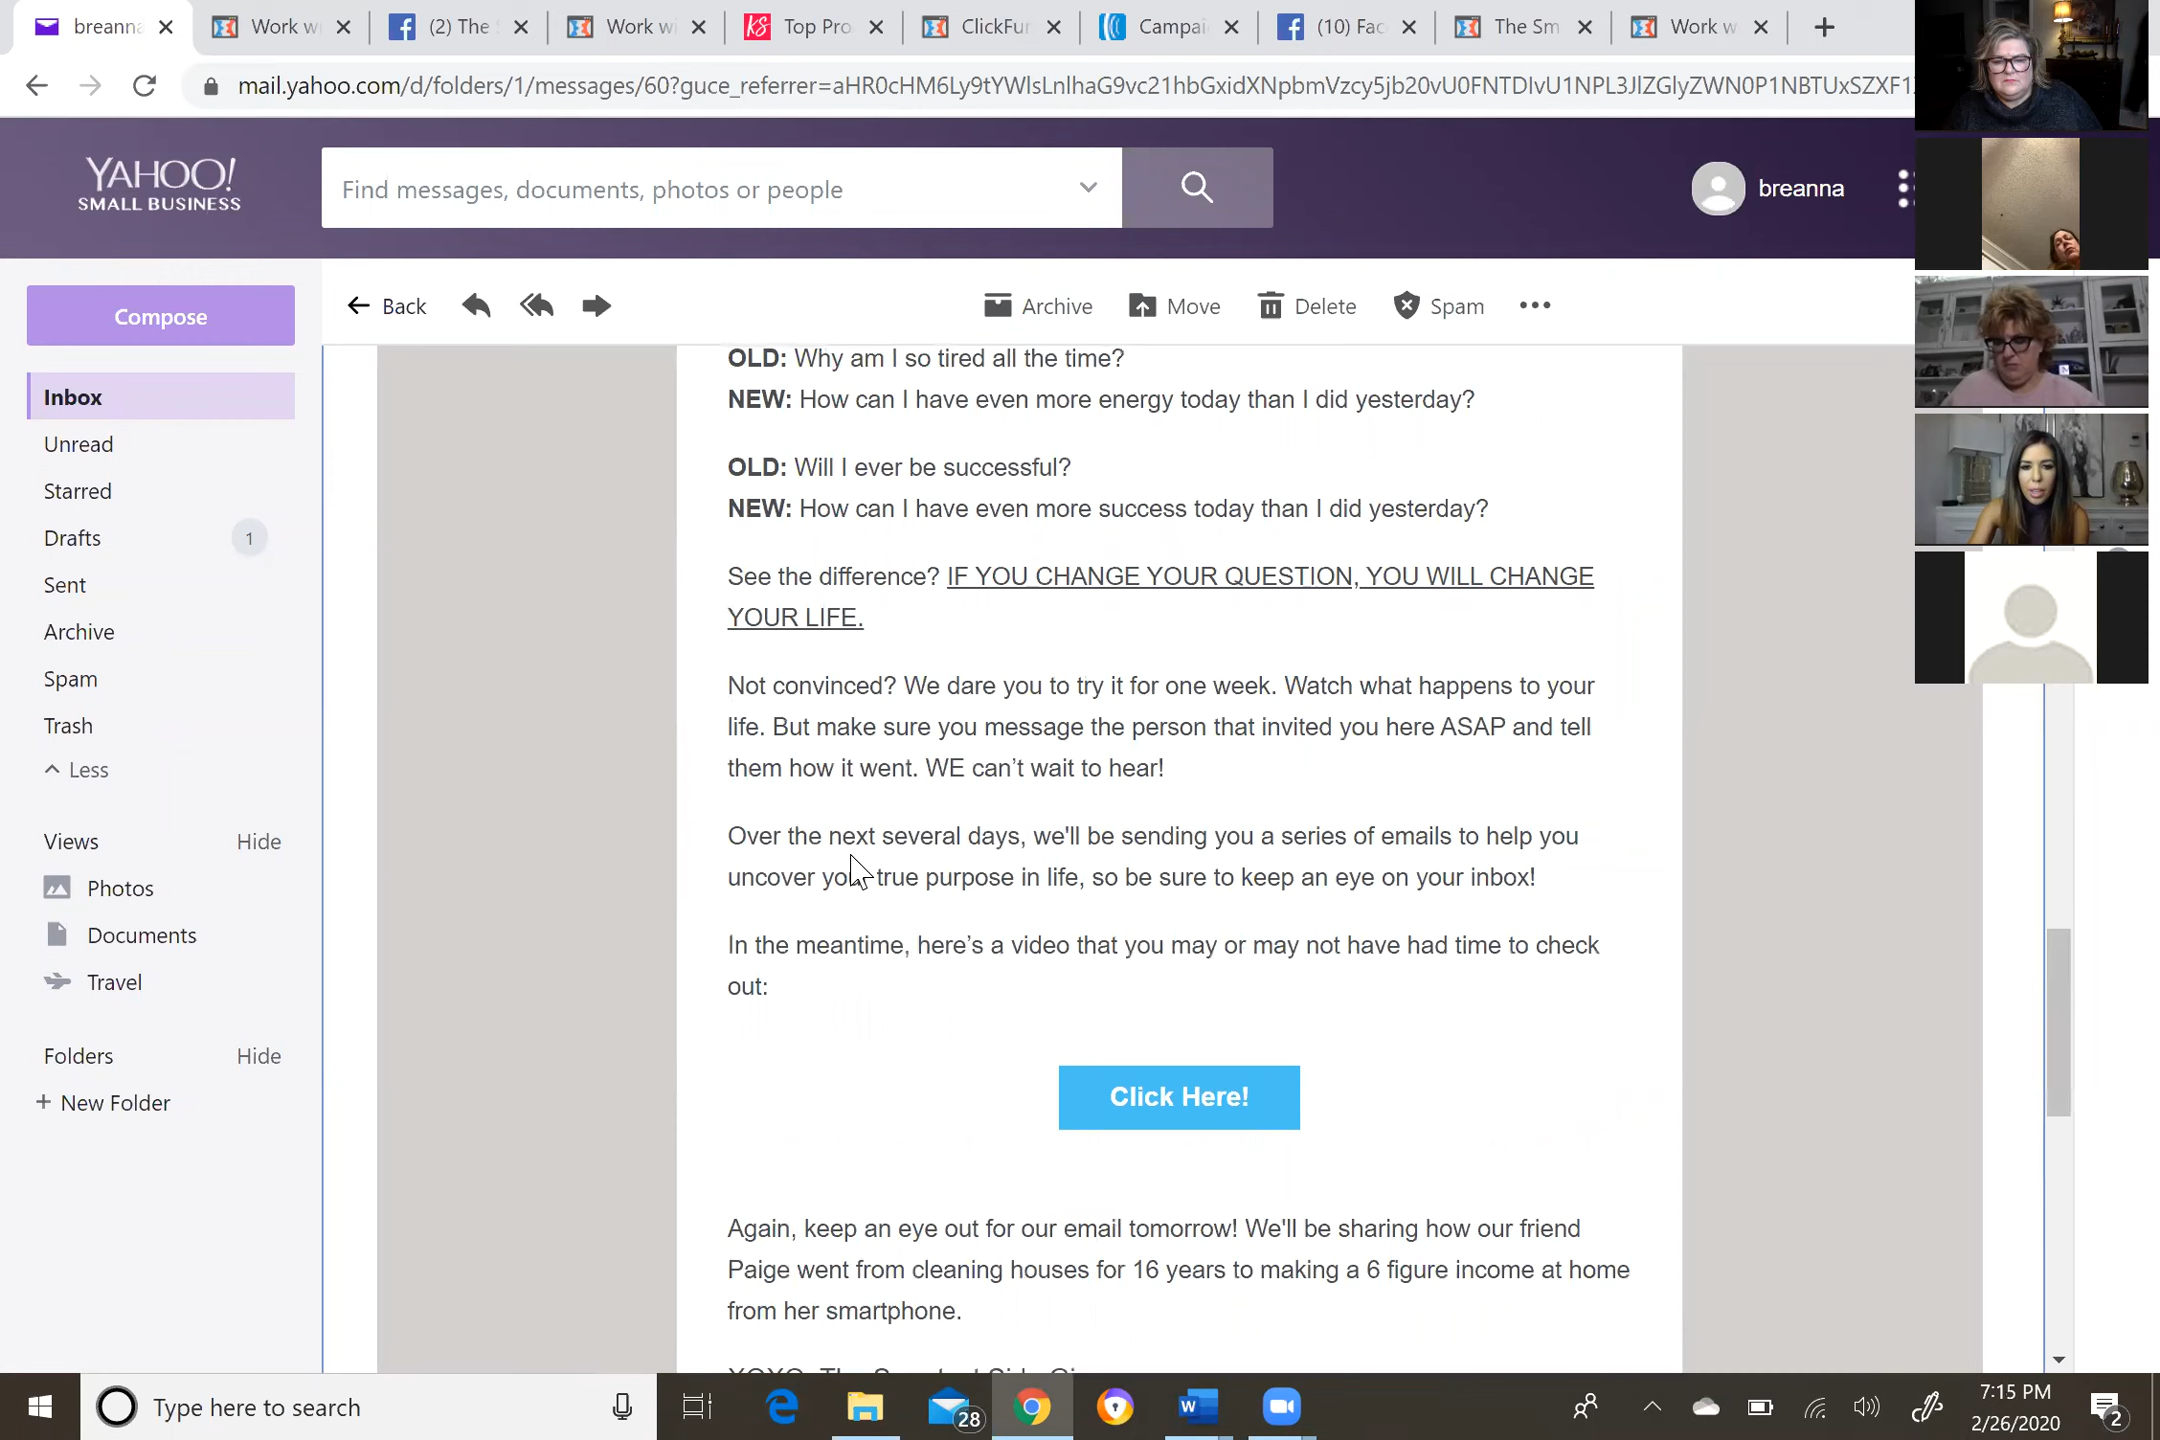 breanna
Work w
(2) The
Work wi
Top Pro
ClickFun
Campai
(10) Fac
The Sm
Work w
mail.yahoo.com/d/folders/1/messages/60?guce_referrer=
YAHOO!
SMALL BUSINESS
Find messages, documents, photos or people
breanna
Compose
Back
Archive
Move
Delete
Spam
Inbox
Unread
Starred
Drafts 1
Sent
Archive
Spam
Trash
Less
Views Hide
Photos
Documents
Travel
Folders Hide
+ New Folder
OLD: Why am I so tired all the time?
NEW: How can I have even more energy today than I did yesterday?
OLD: Will I ever be successful?
NEW: How can I have even more success today than I did yesterday?
See the difference? IF YOU CHANGE YOUR QUESTION, YOU WILL CHANGE
YOUR LIFE.
Not convinced? We dare you to try it for one week. Watch what happens to your
life. But make sure you message the person that invited you here ASAP and tell
them how it went. WE can’t wait to hear!
Over the next several days, we'll be sending you a series of emails to help you
uncover your true purpose in life, so be sure to keep an eye on your inbox!
In the meantime, here’s a video that you may or may not have had time to check
out:
Click Here!
Again, keep an eye out for our email tomorrow! We'll be sharing how our friend
Paige went from cleaning houses for 16 years to making a 6 figure income at home
from her smartphone.
Type here to search
28
7:15 PM
2/26/2020
2